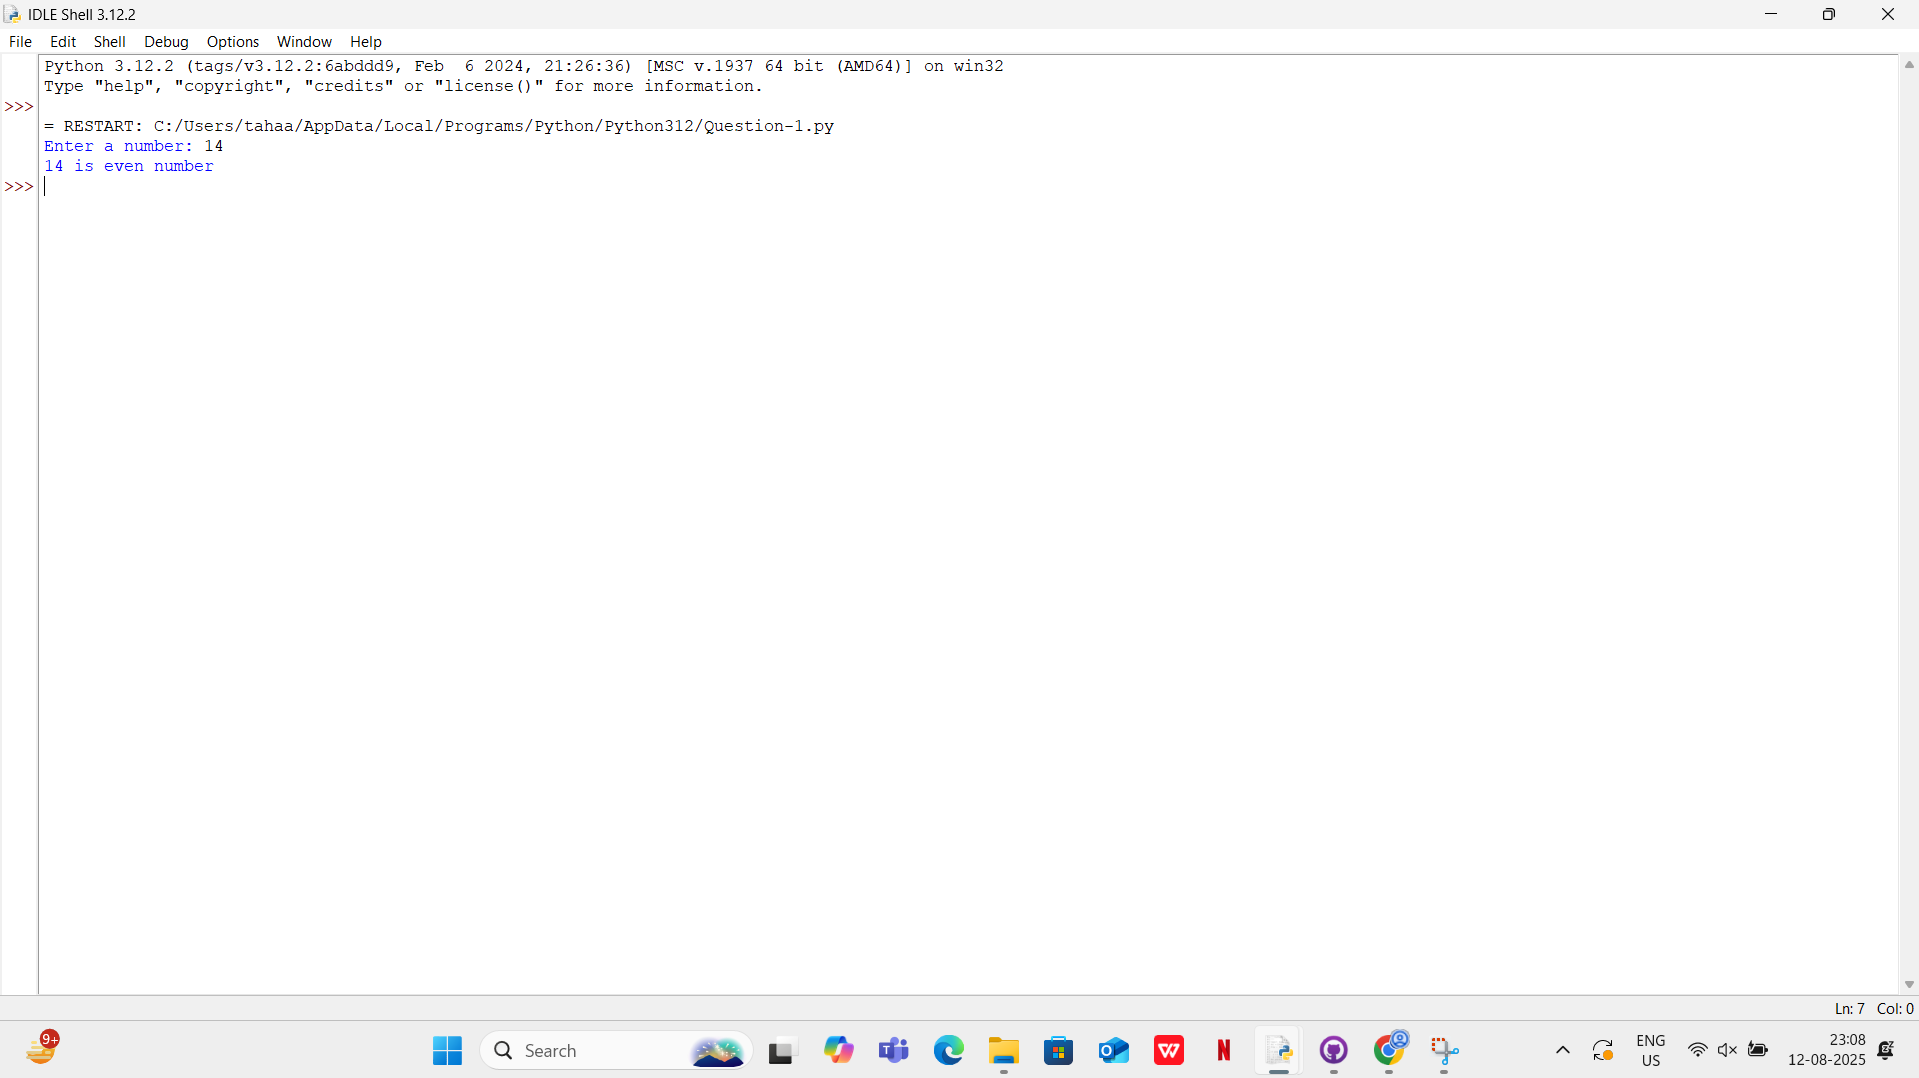 IDLE Shell 3.12.2
File Edit Shell Debug Options Window Help
Python 3.12.2 (tags/v3.12.2:6abddd9, Feb  6 2024, 21:26:36) [MSC v.1937 64 bit (AMD64)] on win32
Type "help", "copyright", "credits" or "license()" for more information.
>>>
= RESTART: C:/Users/tahaa/AppData/Local/Programs/Python/Python312/Question-1.py
Enter a number: 14
14 is even number
>>>
Ln: 7 Col: 0
9+
Search
W
N
ENG
US
23:08
12-08-2025